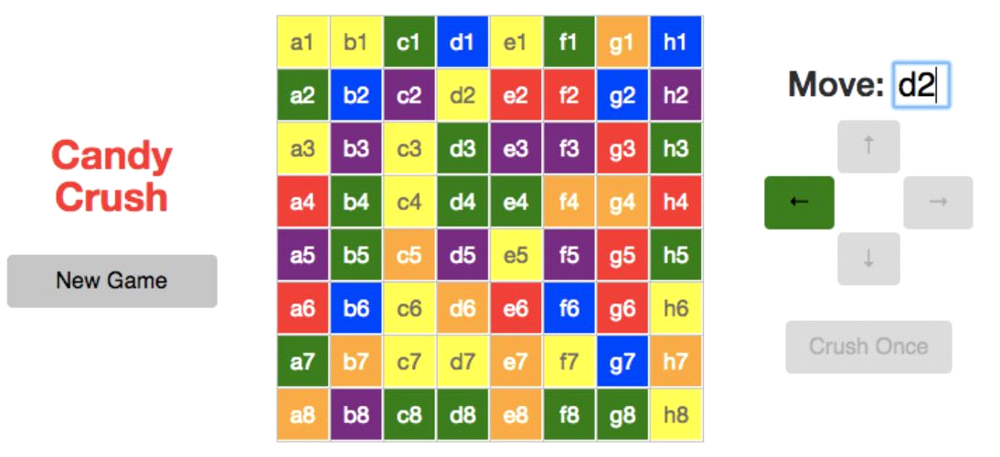 Candy
Crush
New Game
a1 b1 c1 d1 e1 f1 g1 h1
a2 b2 c2 d2 e2 f2 g2 h2
a3 b3 c3 d3 e3 f3 g3 h3
a4 b4 c4 d4 e4 f4 g4 h4
a5 b5 c5 d5 e5 f5 g5 h5
a6 b6 c6 d6 e6 f6 g6 h6
a7 b7 c7 d7 e7 f7 g7 h7
a8 b8 c8 d8 e8 f8 g8 h8
Move: d2
↑
← →
↓
Crush Once